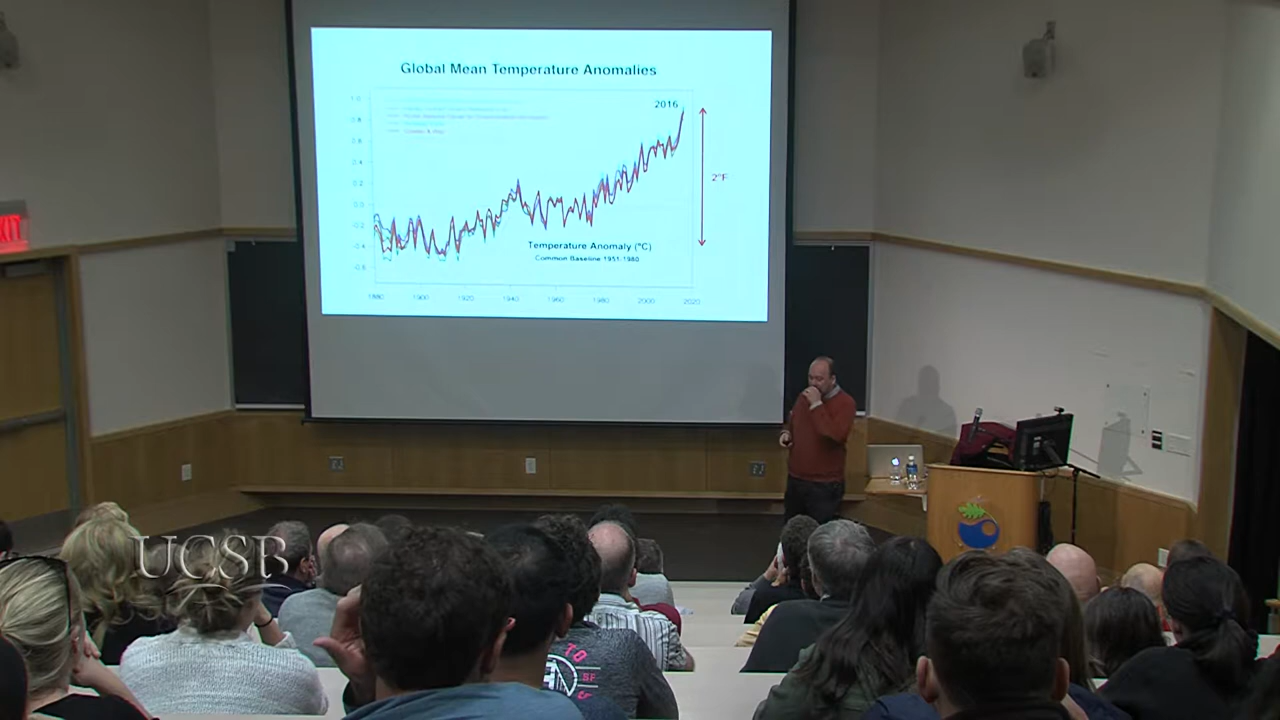 Global Mean Temperature Anomalies
1.0
0.8
0.6
0.4
0.2
0.0
-0.2
-0.4
-0.6
2016
2°F
Temperature Anomaly (°C)
Common Baseline 1951-1980
1880 1900 1920 1940 1960 1980 2000 2020
UCSB
SF